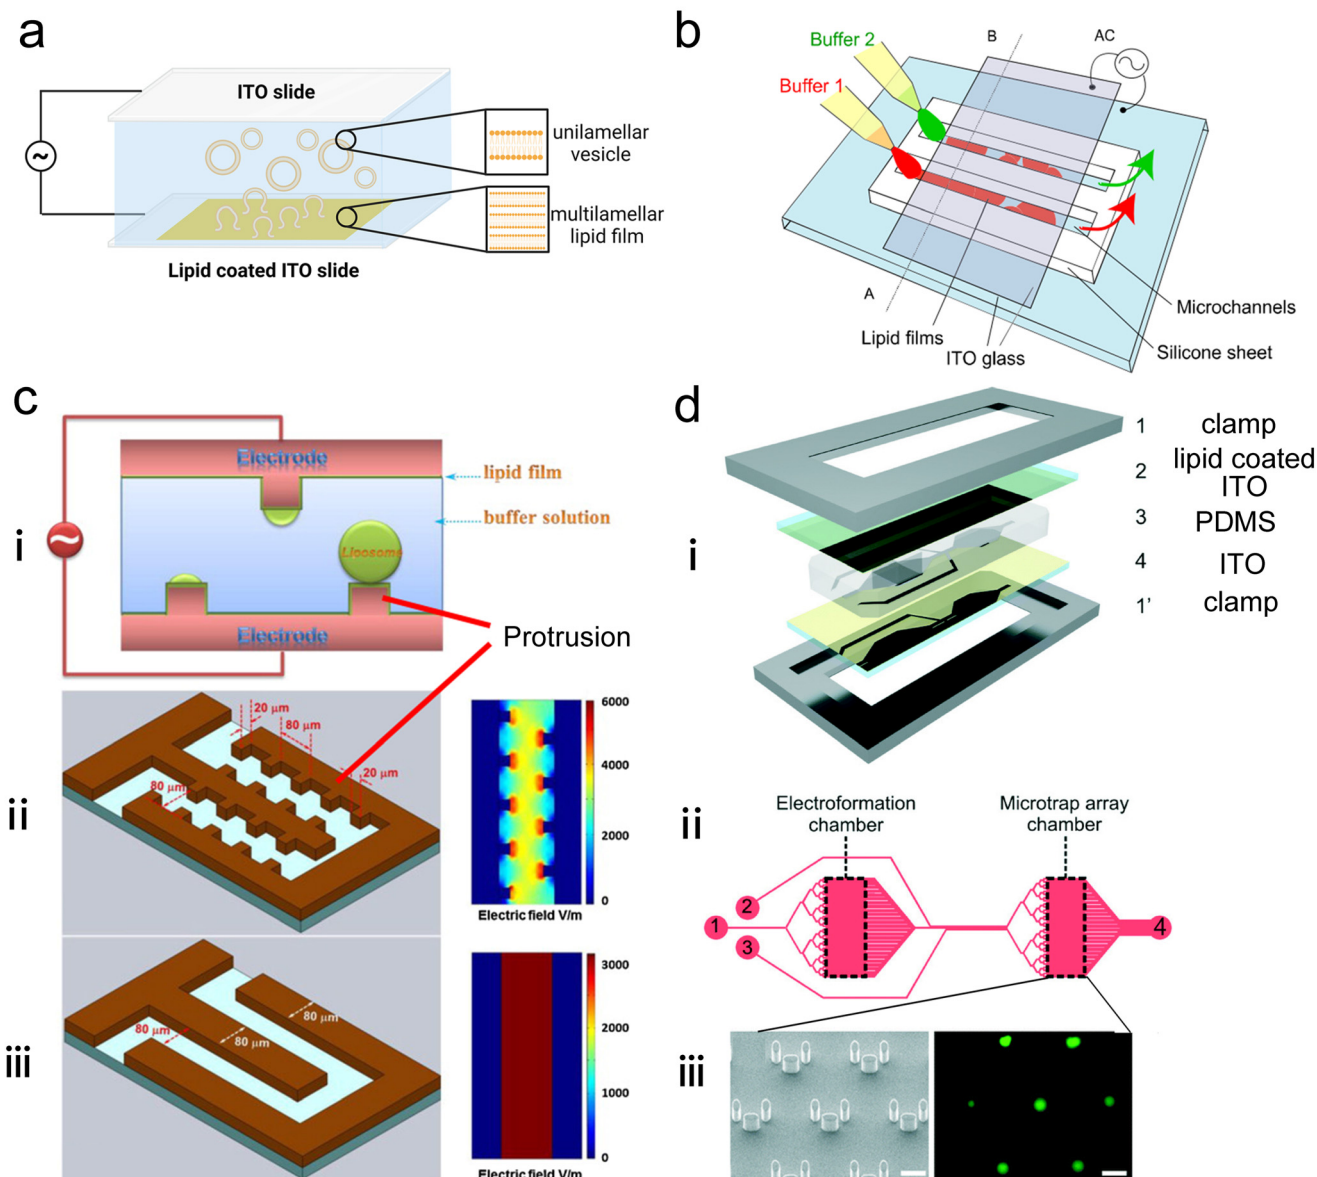 a
ITO slide
unilamellar
vesicle
multilamellar
lipid film
Lipid coated ITO slide
b
Buffer 2
Buffer 1
B
AC
A
Microchannels
Silicone sheet
Lipid films
ITO glass
c
i
Electrode
lipid film
buffer solution
Liposome
Electrode
Protrusion
ii
20 μm
80 μm
20 μm
80 μm
6000
4000
2000
0
Electric field V/m
iii
80 μm
80 μm
80 μm
3000
2000
1000
0
Electric field V/m
d
i
1 clamp
2 lipid coated
ITO
3 PDMS
4 ITO
1' clamp
ii
Electroformation
chamber
Microtrap array
chamber
1
2
3
4
iii